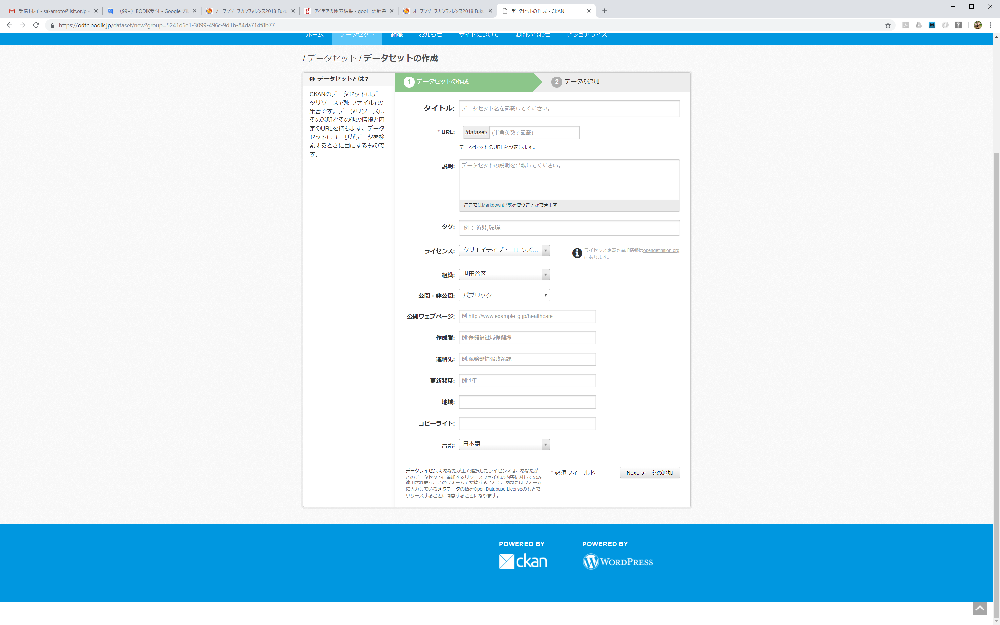 受信トレイ - sakamoto@isit.or.jp -
（99+）BODIK受付 - Google グル
オープンソースカンファレンス2018 Fuku
アイデアの検索結果 - goo国語辞書
オープンソースカンファレンス2018 Fuku
データセットの作成 - CKAN
https://odtc.bodik.jp/dataset/new?group=5241d6e1-3099-496c-9d1b-84da714f8b77
ホーム
データセット
組織
お知らせ
サイトについて
お問い合わせ
ビジュアライズ
/ データセット / データセットの作成
データセットとは？
CKANのデータセットはデー
タリソース (例: ファイル) の
集合です。データリソースは
その説明とその他の情報と固
定のURLを持ちます。データ
セットはユーザがデータを検
索するときに目にするもので
す。
1 データセットの作成
2 データの追加
タイトル: データセット名を記載してください。
* URL: /dataset/ (半角英数で記載)
データセットのURLを設定します。
説明: データセットの説明を記載してください。
ここではMarkdown形式を使うことができます
タグ: 例：防災,環境
ライセンス: クリエイティブ・コモンズ...
ライセンス定義や追加情報はopendefinition.org
にあります。
組織: 世田谷区
公開・非公開: パブリック
公開ウェブページ: 例:http://www.example.lg.jp/healthcare
作成者: 例:保健福祉局保健課
連絡先: 例:総務部情報政策課
更新頻度: 例:1年
地域:
コピーライト:
言語: 日本語
データライセンス あなたが上で選択したライセンスは、あなたが
このデータセットに追加するリソースファイルの内容に対してのみ
適用されます。このフォームで投稿することで、あなたはフォーム
に入力しているメタデータの値をOpen Database Licenseのもとで
リリースすることに同意することになります。
* 必須フィールド
Next: データの追加
POWERED BY
ckan
POWERED BY
WORDPRESS